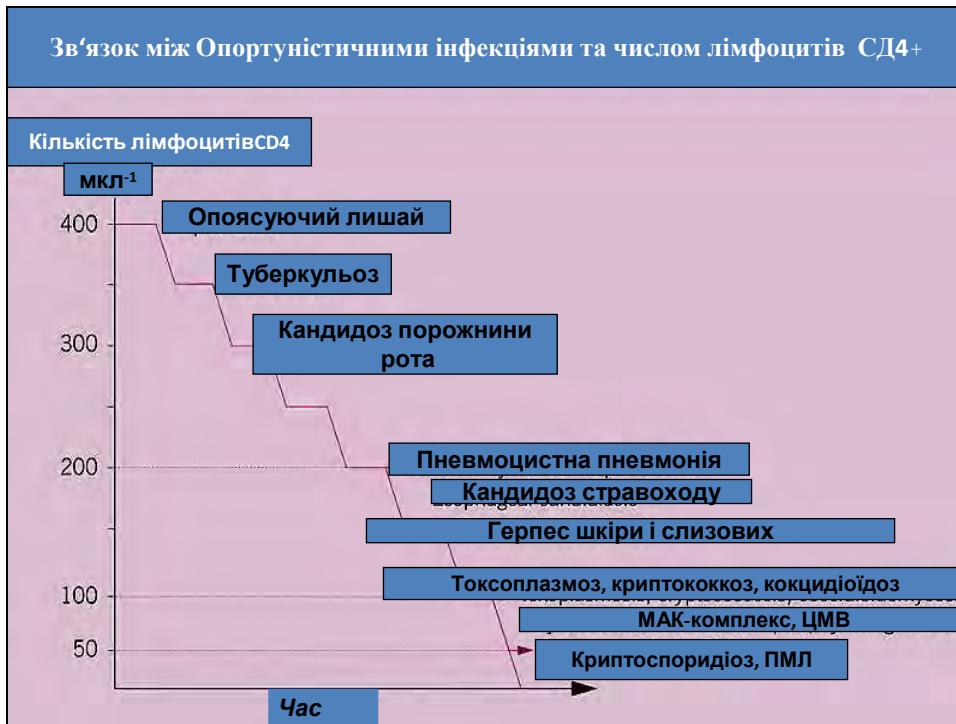 Зв‘язок між Опортуністичними інфекціями та числом лімфоцитів СД4+
Кількість лімфоцитівCD4
мкл-1
400
Опоясуючий лишай
Туберкульоз
300
Кандидоз порожнини
рота
200
Пневмоцистна пневмонія
Кандидоз стравоходу
Герпес шкіри і слизових
100
Токсоплазмоз, криптококкоз, кокцидіоїдоз
МАК-комплекс, ЦМВ
50
Криптоспоридіоз, ПМЛ
Час